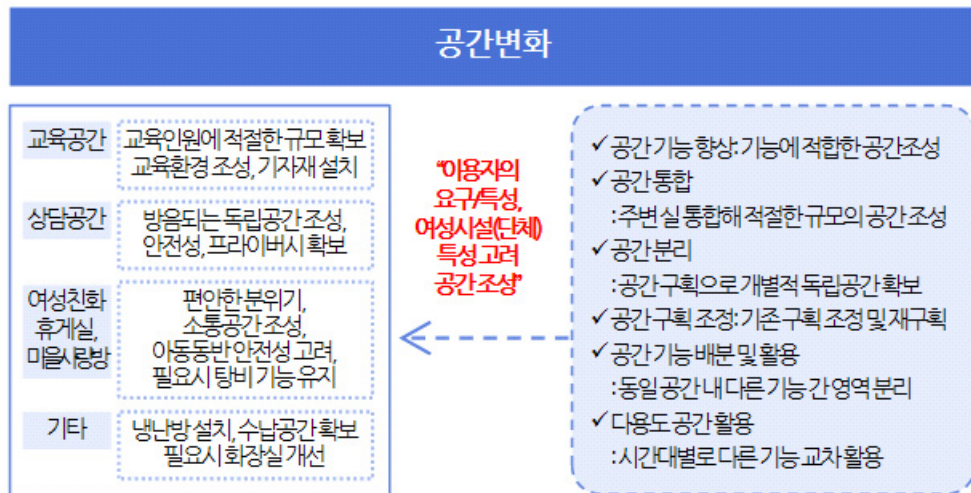 공간변화
교육공간
교육인원에 적절한 규모 확보
교육환경 조성, 기자재 설치
상담공간
방음되는 독립공간 조성,
안전성, 프라이버시 확보
여성친화
휴게실,
마을사랑방
편안한 분위기,
소통공간 조성,
아동동반 안전성 고려,
필요시 탕비 기능 유지
기타
냉난방 설치, 수납공간 확보
필요시 화장실 개선
"이용자의
요구/특성,
여성시설(단체)
특성 고려
공간 조성"
✓ 공간 기능 향상: 기능에 적합한 공간조성
✓ 공간 통합
: 주변 실 통합해 적절한 규모의 공간 조성
✓ 공간 분리
: 공간 구획으로 개별적 독립공간 확보
✓ 공간 구획 조정: 기존 구획 조정 및 재구획
✓ 공간 기능 배분 및 활용
: 동일 공간 내 다른 기능 간 영역 분리
✓ 다용도 공간 활용
: 시간대별로 다른 기능 교차 활용